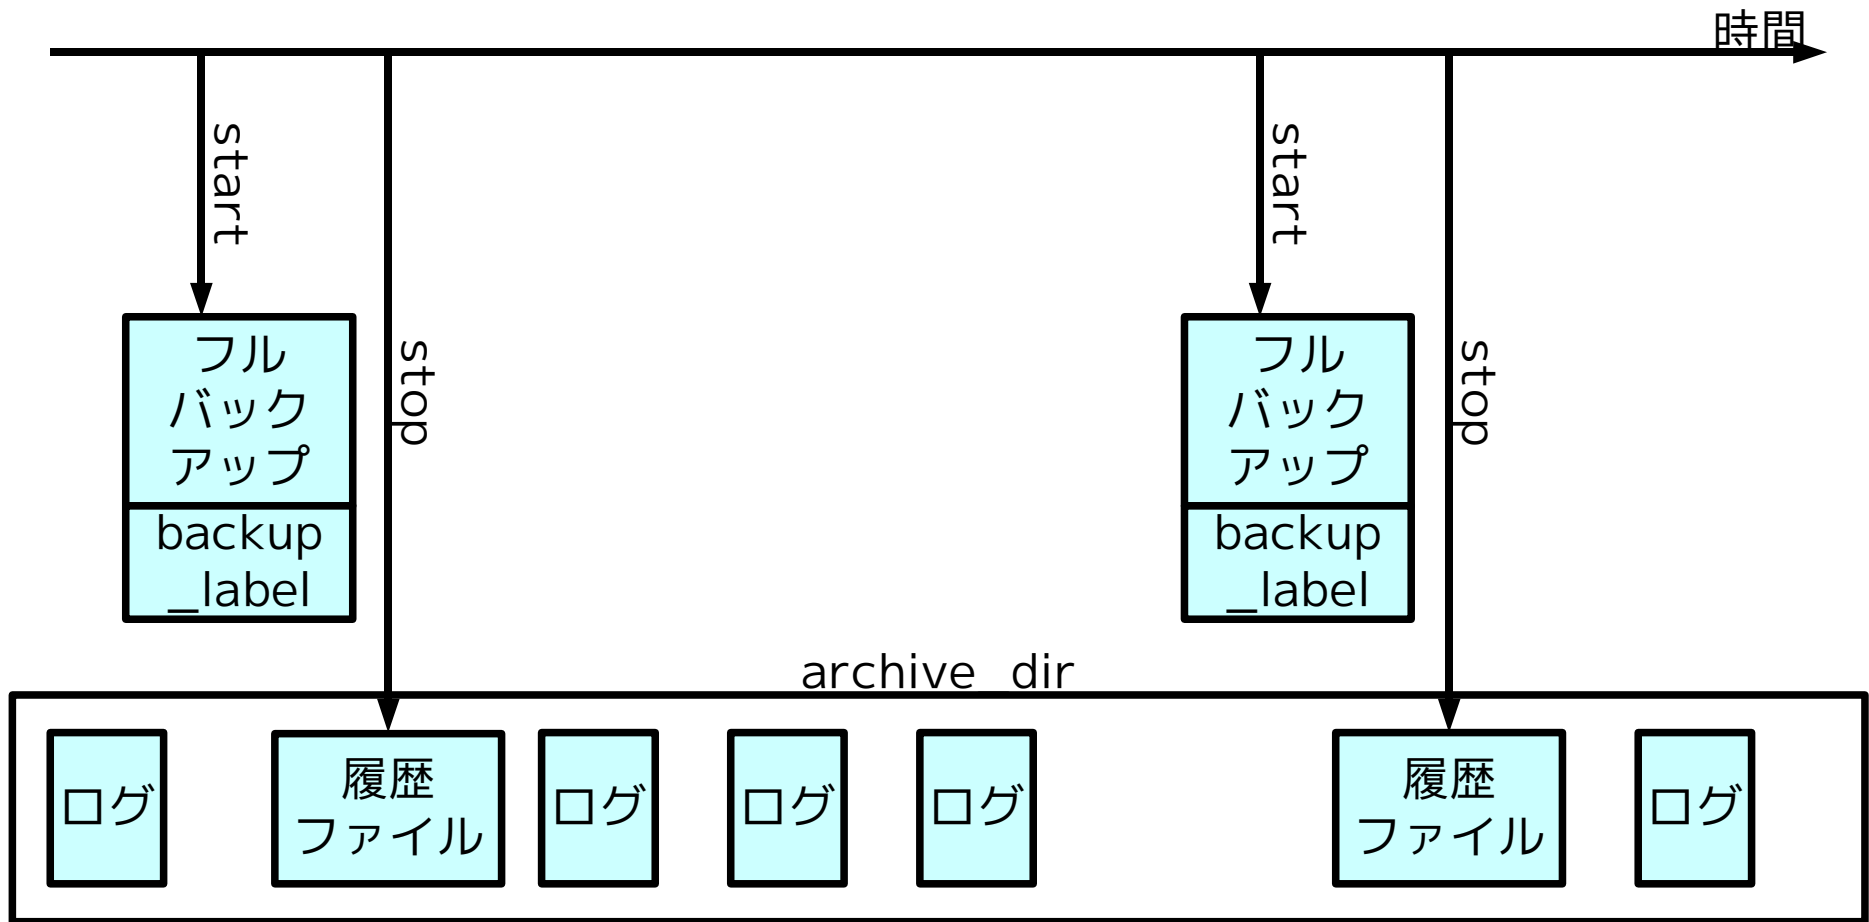 時間
start
start
stop
stop
フル
バック
アップ
backup
_label
フル
バック
アップ
backup
_label
archive dir
ログ
履歴
ファイル
ログ
ログ
ログ
履歴
ファイル
ログ